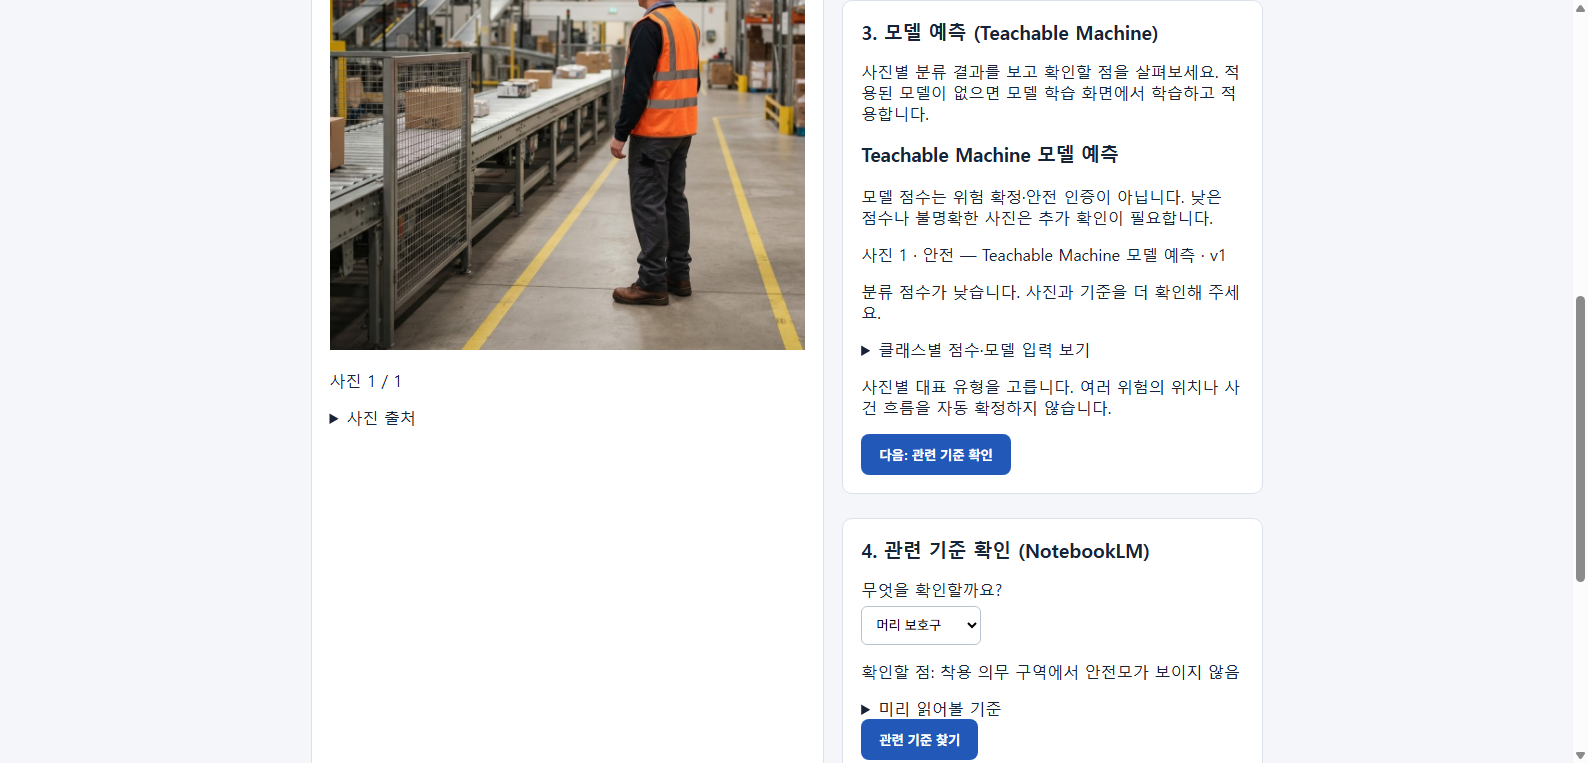 사진 1 / 1
▶ 사진 출처
3. 모델 예측 (Teachable Machine)
사진별 분류 결과를 보고 확인할 점을 살펴보세요. 적
용된 모델이 없으면 모델 학습 화면에서 학습하고 적
용합니다.
Teachable Machine 모델 예측
모델 점수는 위험 확정·안전 인증이 아닙니다. 낮은
점수나 불명확한 사진은 추가 확인이 필요합니다.
사진 1 · 안전 — Teachable Machine 모델 예측 · v1
분류 점수가 낮습니다. 사진과 기준을 더 확인해 주세
요.
▶ 클래스별 점수·모델 입력 보기
사진별 대표 유형을 고릅니다. 여러 위험의 위치나 사
건 흐름을 자동 확정하지 않습니다.
다음: 관련 기준 확인
4. 관련 기준 확인 (NotebookLM)
무엇을 확인할까요?
머리 보호구
확인할 점: 착용 의무 구역에서 안전모가 보이지 않음
▶ 미리 읽어볼 기준
관련 기준 찾기